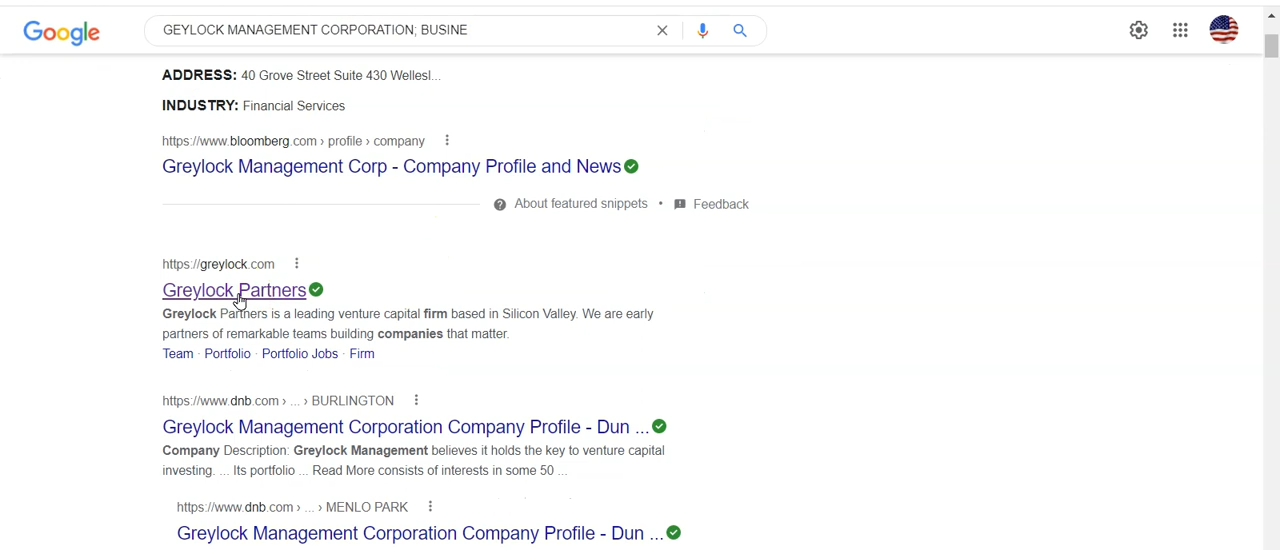 Google
GEYLOCK MANAGEMENT CORPORATION; BUSINE
ADDRESS: 40 Grove Street Suite 430 Wellesl...
INDUSTRY: Financial Services
https://www.bloomberg.com › profile › company
Greylock Management Corp - Company Profile and News
About featured snippets • Feedback
https://greylock.com
Greylock Partners
Greylock Partners is a leading venture capital firm based in Silicon Valley. We are early
partners of remarkable teams building companies that matter.
Team · Portfolio · Portfolio Jobs · Firm
https://www.dnb.com › ... › BURLINGTON
Greylock Management Corporation Company Profile - Dun ...
Company Description: Greylock Management believes it holds the key to venture capital
investing. ... Its portfolio ... Read More consists of interests in some 50 ...
https://www.dnb.com › ... › MENLO PARK
Greylock Management Corporation Company Profile - Dun ...